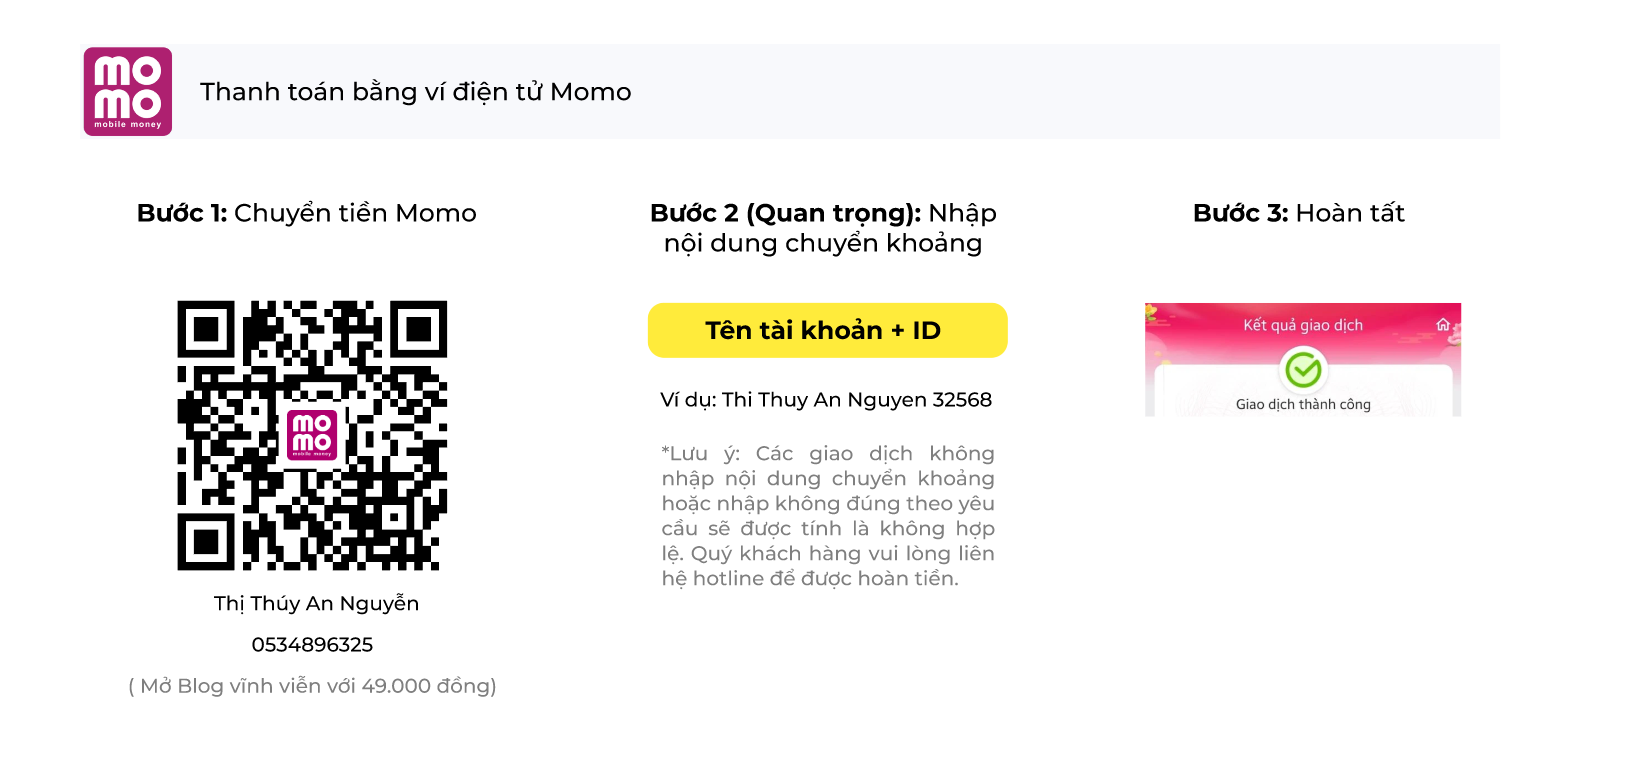 mo
mo
mobile money
Thanh toán bằng ví điện tử Momo
Bước 1: Chuyển tiền Momo
mo
mo
mobile money
Thị Thúy An Nguyễn
0534896325
( Mở Blog vĩnh viễn với 49.000 đồng)
Bước 2 (Quan trọng): Nhập
nội dung chuyển khoảng
Tên tài khoản + ID
Ví dụ: Thi Thuy An Nguyen 32568
*Lưu ý: Các giao dịch không
nhập nội dung chuyển khoảng
hoặc nhập không đúng theo yêu
cầu sẽ được tính là không hợp
lệ. Quý khách hàng vui lòng liên
hệ hotline để được hoàn tiền.
Bước 3: Hoàn tất
Kết quả giao dịch
Giao dịch thành công